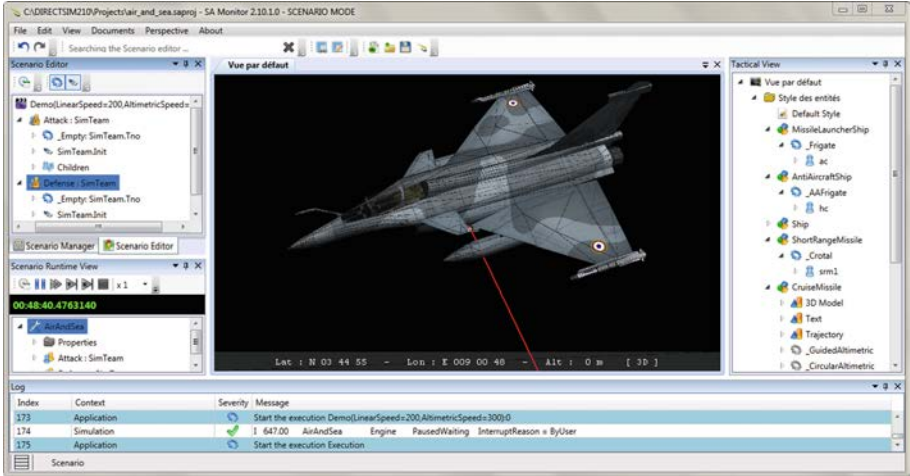 C:\DIRECTSIM210\Projects\air_and_sea.saproj - SA Monitor 2.10.1.0 - SCENARIO MODE
File Edit View Documents Perspective About
Searching the Scenario editor ...
Scenario Editor
Demo(LinearSpeed=200,AltimetricSpeed=
Attack : SimTeam
_Empty: SimTeam.Tno
SimTeam.Init
Children
Defense : SimTeam
_Empty: SimTeam.Tno
SimTeam.Init
Scenario Manager Scenario Editor
Scenario Runtime View
x 1
00:48:40.4763140
AirAndSea
Properties
Attack : SimTeam
Vue par défaut
Lat : N 03 44 55 - Lon : E 009 00 48 - Alt : 0 m [ 3D ]
Tactical View
Vue par défaut
Style des entités
Default Style
MissileLauncherShip
_Frigate
ac
AntiAircraftShip
_AAFrigate
hc
Ship
ShortRangeMissile
_Crotal
srm1
CruiseMissile
3D Model
Text
Trajectory
_GuidedAltimetric
_CircularAltimetric
Log
Index Context Severity Message
173 Application Start the execution Demo(LinearSpeed=200,AltimetricSpeed=300):0
174 Simulation I 647.00 AirAndSea Engine PausedWaiting InterruptReason = ByUser
175 Application Start the execution Execution
Scenario